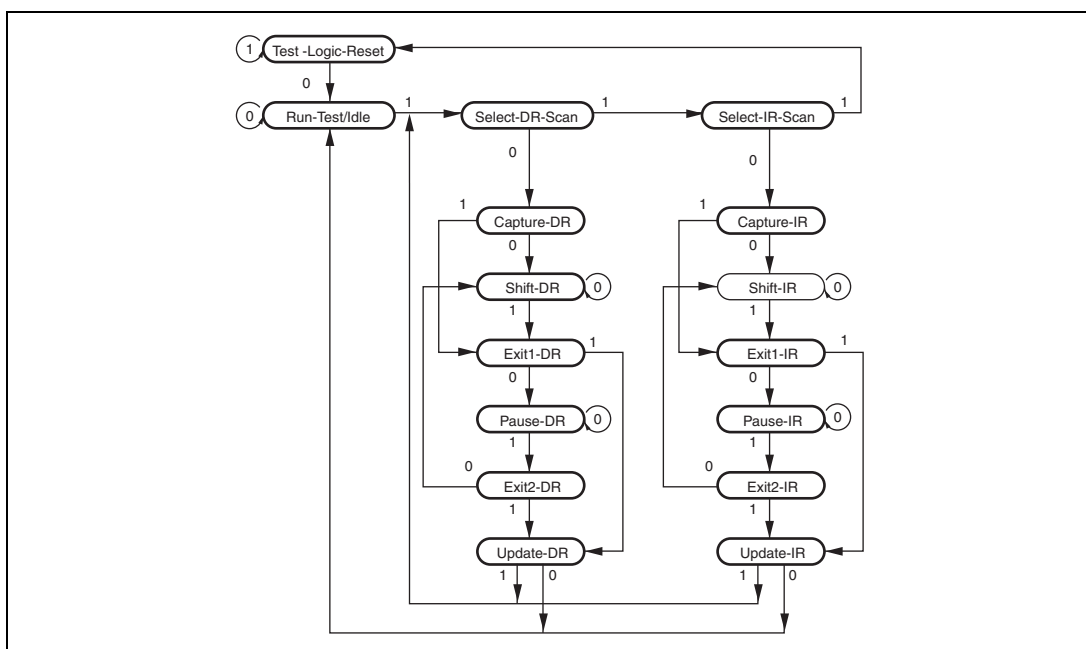 1 Test -Logic-Reset
0
0 Run-Test/Idle 1 Select-DR-Scan 1 Select-IR-Scan 1
0 0
1 1
Capture-DR Capture-IR
0 0
Shift-DR 0 Shift-IR 0
1 1
Exit1-DR 1 Exit1-IR 1
0 0
Pause-DR 0 Pause-IR 0
1 1
0 0
Exit2-DR Exit2-IR
1 1
Update-DR Update-IR
1 0 1 0